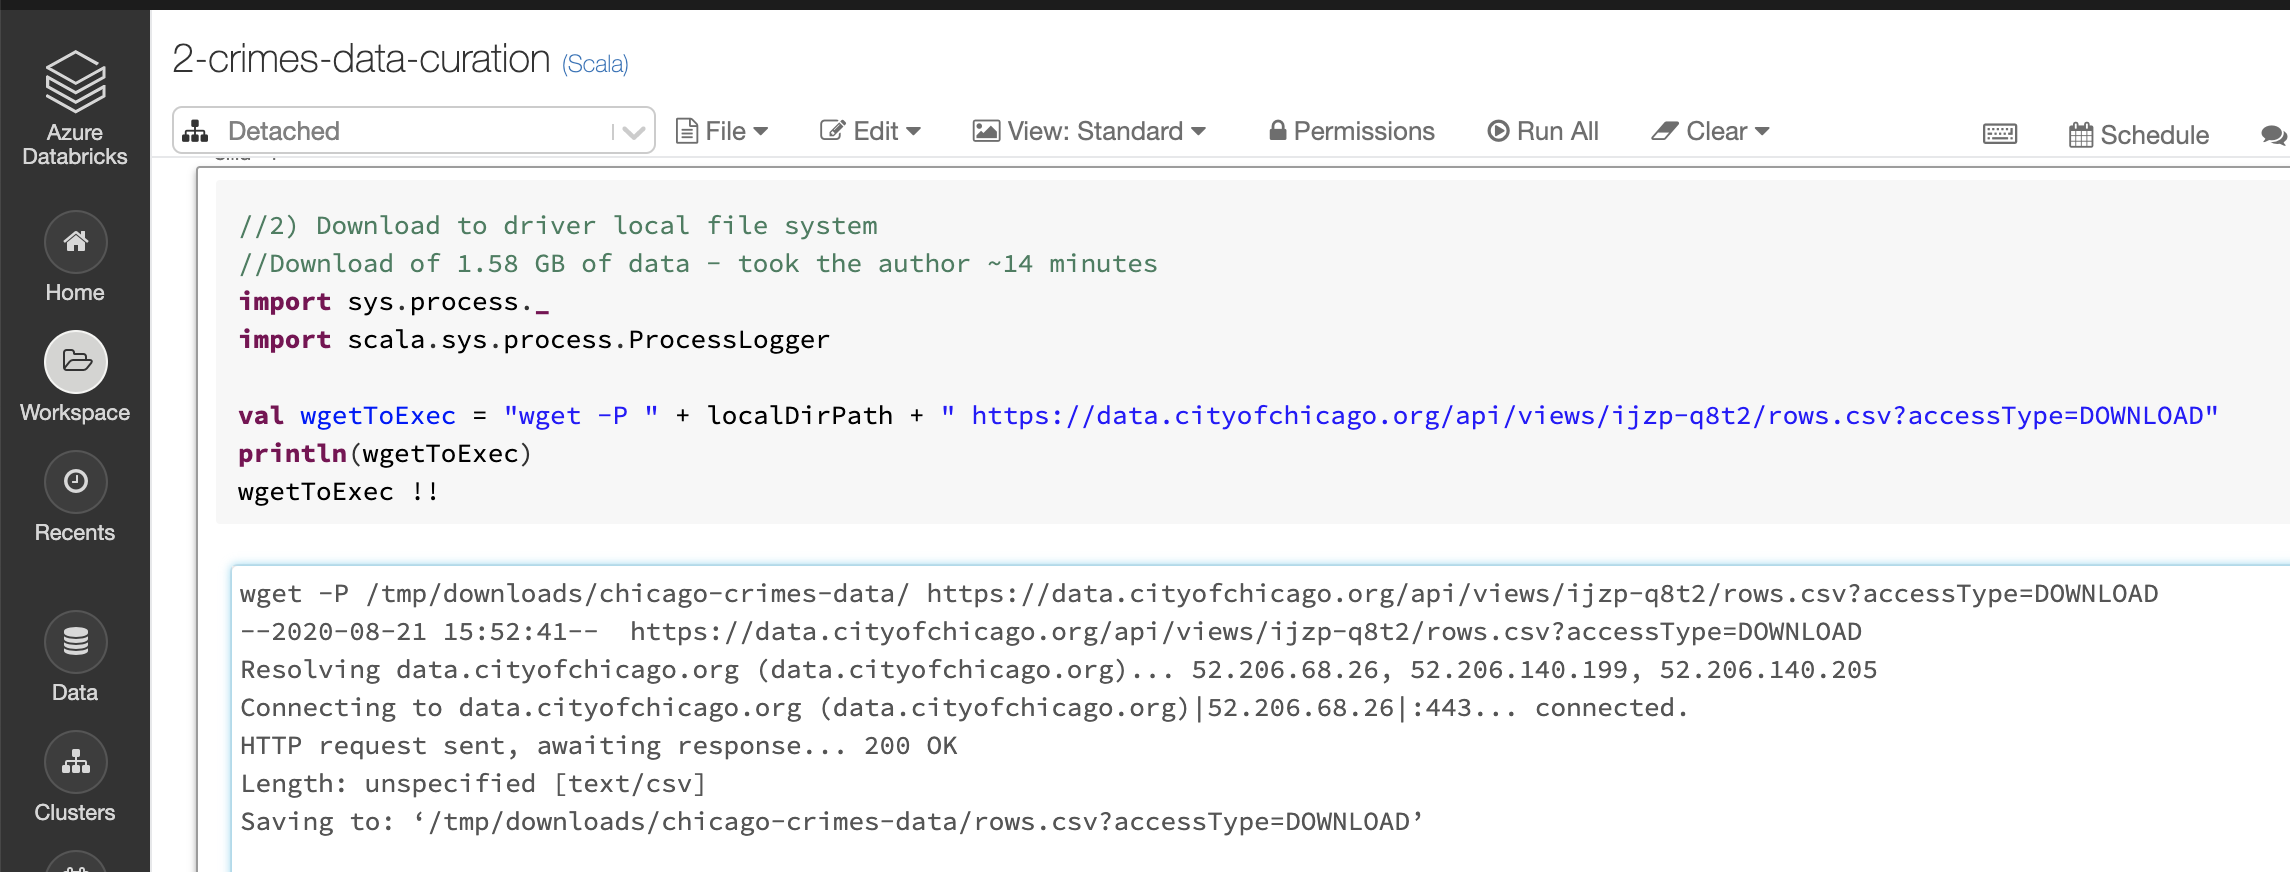 2-crimes-data-curation (Scala)
Azure
Databricks
Detached
File
Edit
View: Standard
Permissions
Run All
Clear
Schedule
Home
Workspace
Recents
Data
Clusters
//2) Download to driver local file system
//Download of 1.58 GB of data - took the author ~14 minutes
import sys.process._
import scala.sys.process.ProcessLogger
val wgetToExec = "wget -P " + localDirPath + " https://data.cityofchicago.org/api/views/ijzp-q8t2/rows.csv?accessType=DOWNLOAD"
println(wgetToExec)
wgetToExec !!
wget -P /tmp/downloads/chicago-crimes-data/ https://data.cityofchicago.org/api/views/ijzp-q8t2/rows.csv?accessType=DOWNLOAD
--2020-08-21 15:52:41--  https://data.cityofchicago.org/api/views/ijzp-q8t2/rows.csv?accessType=DOWNLOAD
Resolving data.cityofchicago.org (data.cityofchicago.org)... 52.206.68.26, 52.206.140.199, 52.206.140.205
Connecting to data.cityofchicago.org (data.cityofchicago.org)|52.206.68.26|:443... connected.
HTTP request sent, awaiting response... 200 OK
Length: unspecified [text/csv]
Saving to: ‘/tmp/downloads/chicago-crimes-data/rows.csv?accessType=DOWNLOAD’